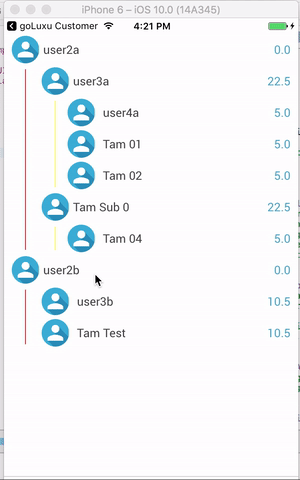 iPhone 6 – iOS 10.0 (14A345)
goLuxu Customer 4:21 PM
user2a 0.0
user3a 22.5
user4a 5.0
Tam 01 5.0
Tam 02 5.0
Tam Sub 0 22.5
Tam 04 5.0
user2b 0.0
user3b 10.5
Tam Test 10.5